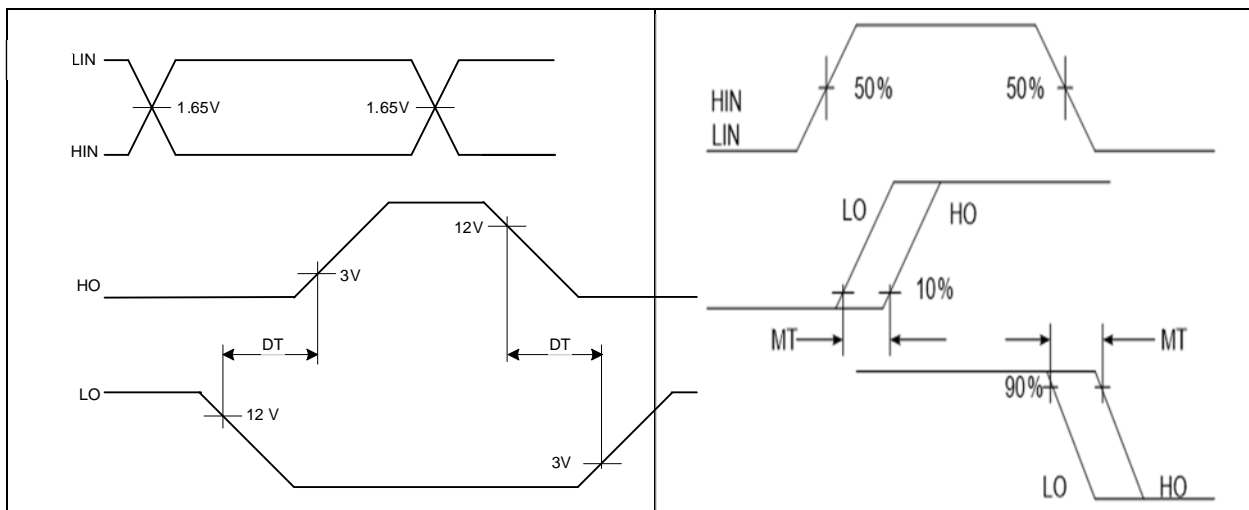 LIN
1.65V
1.65V
HIN
12V
3V
HO
DT
DT
LO
12 V
3V
50%
50%
HIN
LIN
LO
HO
10%
MT
MT
90%
LO
HO